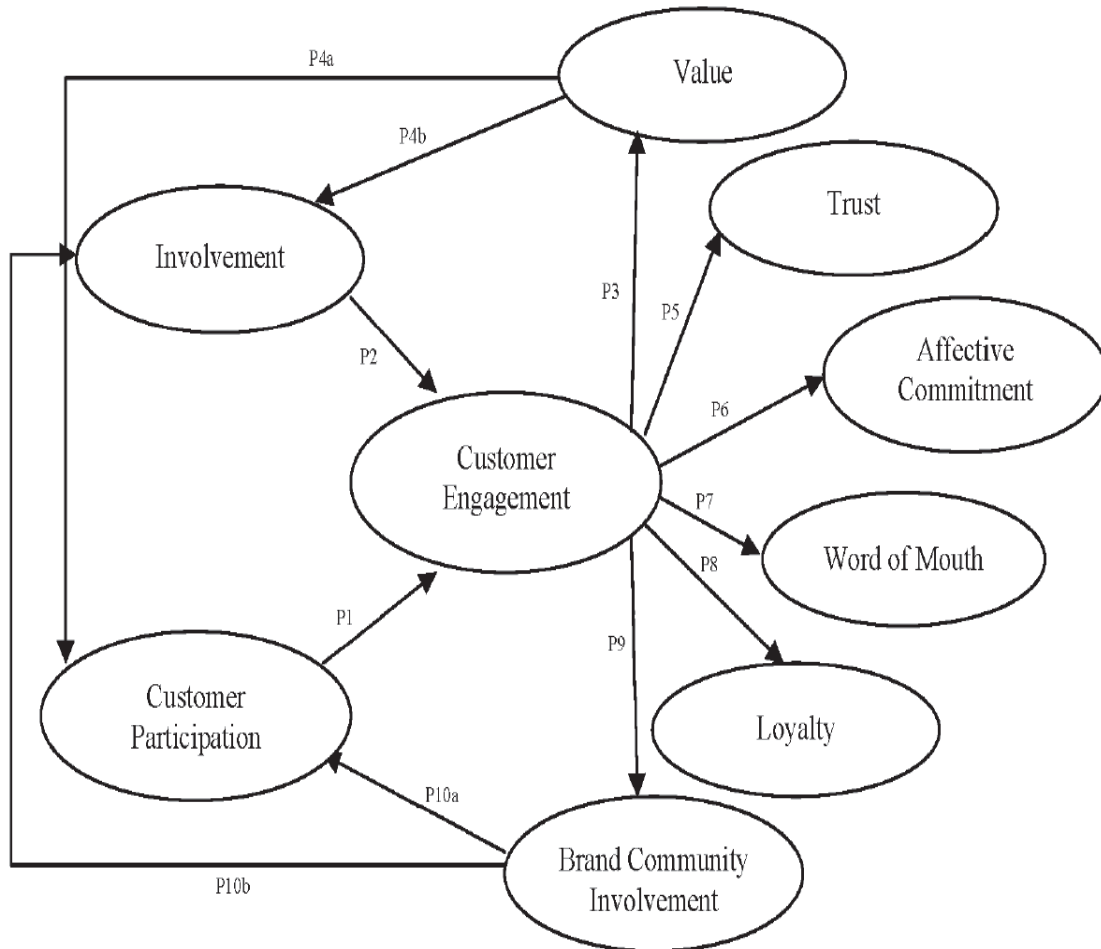 P4a
Value
P4b
Trust
Involvement
P3
P5
P2
Affective
Commitment
P6
Customer
Engagement
P7
Word of Mouth
P8
P1
P9
Customer
Participation
Loyalty
P10a
Brand Community
Involvement
P10b